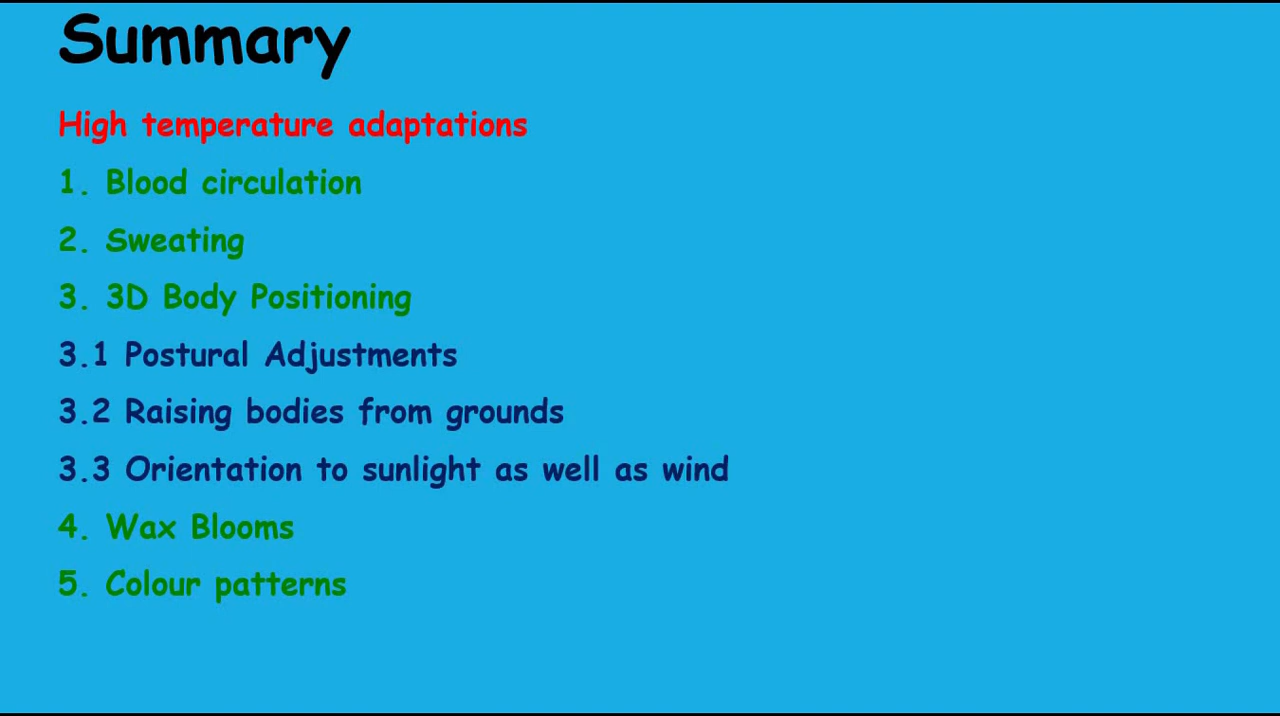 Summary
High temperature adaptations
1. Blood circulation
2. Sweating
3. 3D Body Positioning
3.1 Postural Adjustments
3.2 Raising bodies from grounds
3.3 Orientation to sunlight as well as wind
4. Wax Blooms
5. Colour patterns